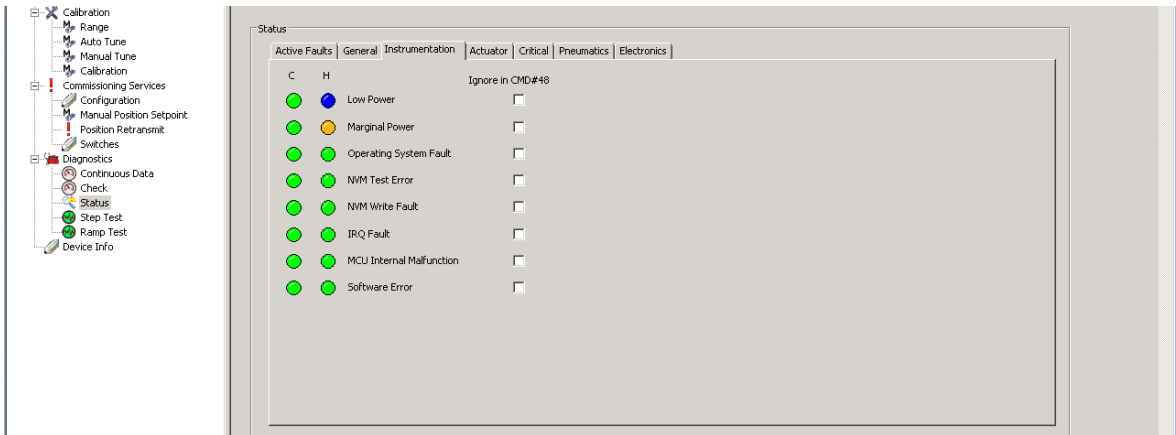 Calibration
Range
Auto Tune
Manual Tune
Calibration
Commissioning Services
Configuration
Manual Position Setpoint
Position Retransmit
Switches
Diagnostics
Continuous Data
Check
Status
Step Test
Ramp Test
Device Info
Status
Active Faults General Instrumentation Actuator Critical Pneumatics Electronics
C H Ignore in CMD#48
Low Power
Marginal Power
Operating System Fault
NVM Test Error
NVM Write Fault
IRQ Fault
MCU Internal Malfunction
Software Error